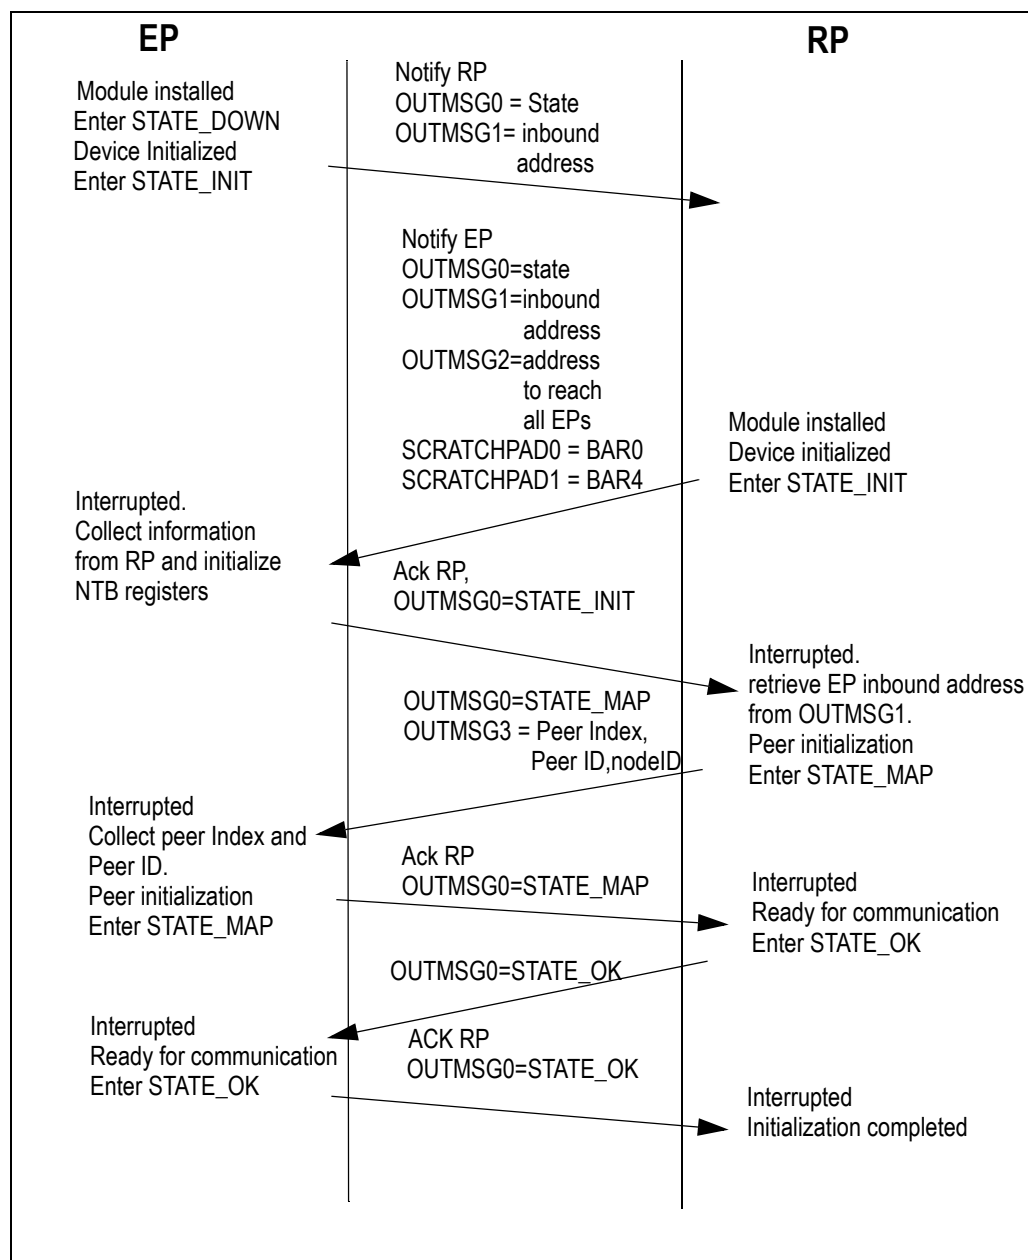 EP
RP
Module installed
Enter STATE_DOWN
Device Initialized
Enter STATE_INIT
Notify RP
OUTMSG0 = State
OUTMSG1= inbound
address
Notify EP
OUTMSG0=state
OUTMSG1=inbound
address
OUTMSG2=address
to reach
all EPs
SCRATCHPAD0 = BAR0
SCRATCHPAD1 = BAR4
Module installed
Device initialized
Enter STATE_INIT
Interrupted.
Collect information
from RP and initialize
NTB registers
Ack RP,
OUTMSG0=STATE_INIT
Interrupted.
retrieve EP inbound address
from OUTMSG1.
Peer initialization
Enter STATE_MAP
OUTMSG0=STATE_MAP
OUTMSG3 = Peer Index,
Peer ID,nodeID
Interrupted
Collect peer Index and
Peer ID.
Peer initialization
Enter STATE_MAP
Ack RP
OUTMSG0=STATE_MAP
Interrupted
Ready for communication
Enter STATE_OK
OUTMSG0=STATE_OK
Interrupted
Ready for communication
Enter STATE_OK
ACK RP
OUTMSG0=STATE_OK
Interrupted
Initialization completed